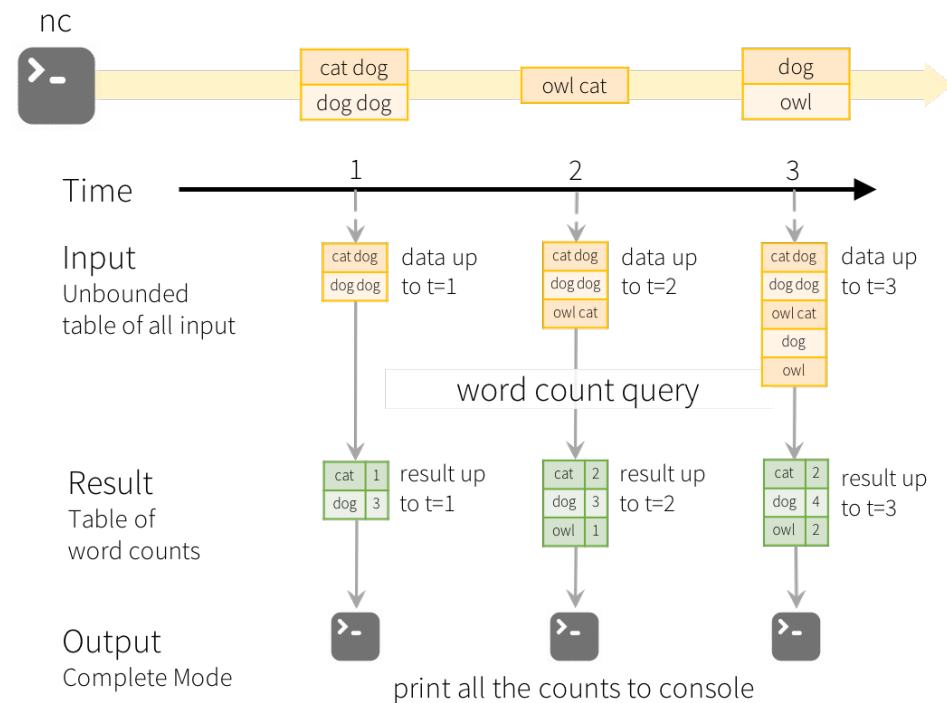 nc
cat dog
dog dog
owl cat
dog
owl
Time
1
2
3
Input
Unbounded
table of all input
cat dog
dog dog
data up
to t=1
cat dog
dog dog
owl cat
data up
to t=2
cat dog
dog dog
owl cat
dog
owl
data up
to t=3
word count query
Result
Table of
word counts
cat 1
dog 3
result up
to t=1
cat 2
dog 3
owl 1
result up
to t=2
cat 2
dog 4
owl 2
result up
to t=3
Output
Complete Mode
print all the counts to console